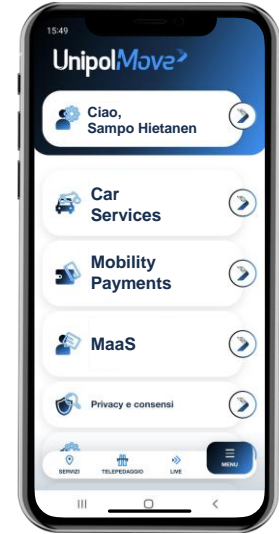 15:49
UnipolMove
Ciao,
Sampo Hietanen
Car
Services
Mobility
Payments
MaaS
Privacy e consensi
SERVIZI
TELEPEDAGGIO
LIVE
MENU